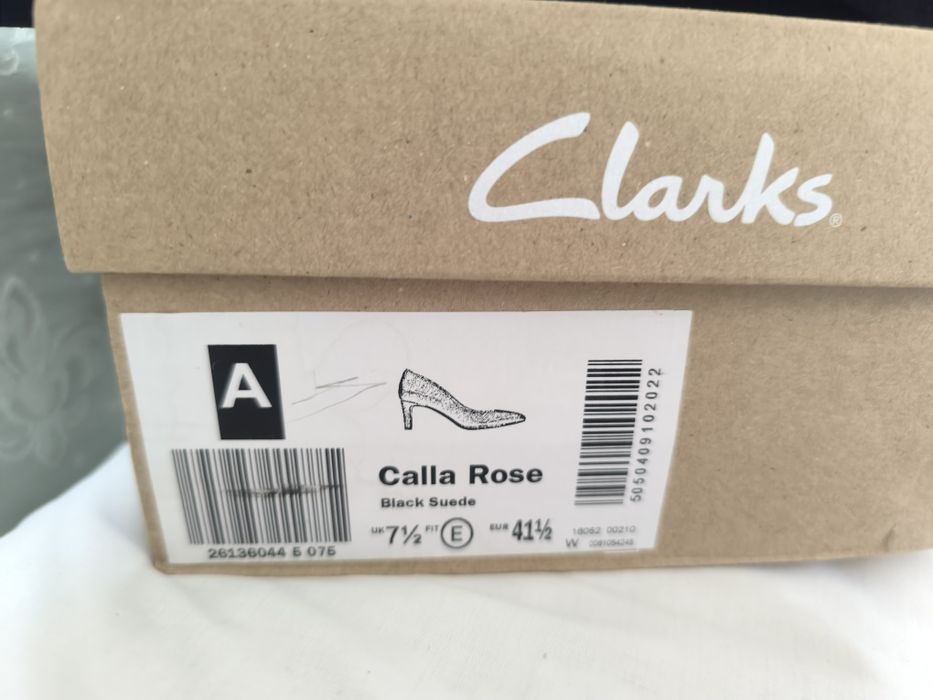 Clarks®
A
Calla Rose
Black Suede
UK 7½ FIT E EUR 41½
26136044 5 075
5050409102022
W